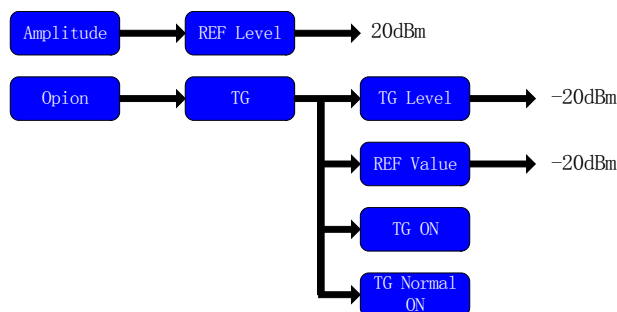 Amplitude REF Level 20dBm
Opion TG TG Level -20dBm
REF Value -20dBm
TG ON
TG Normal
ON